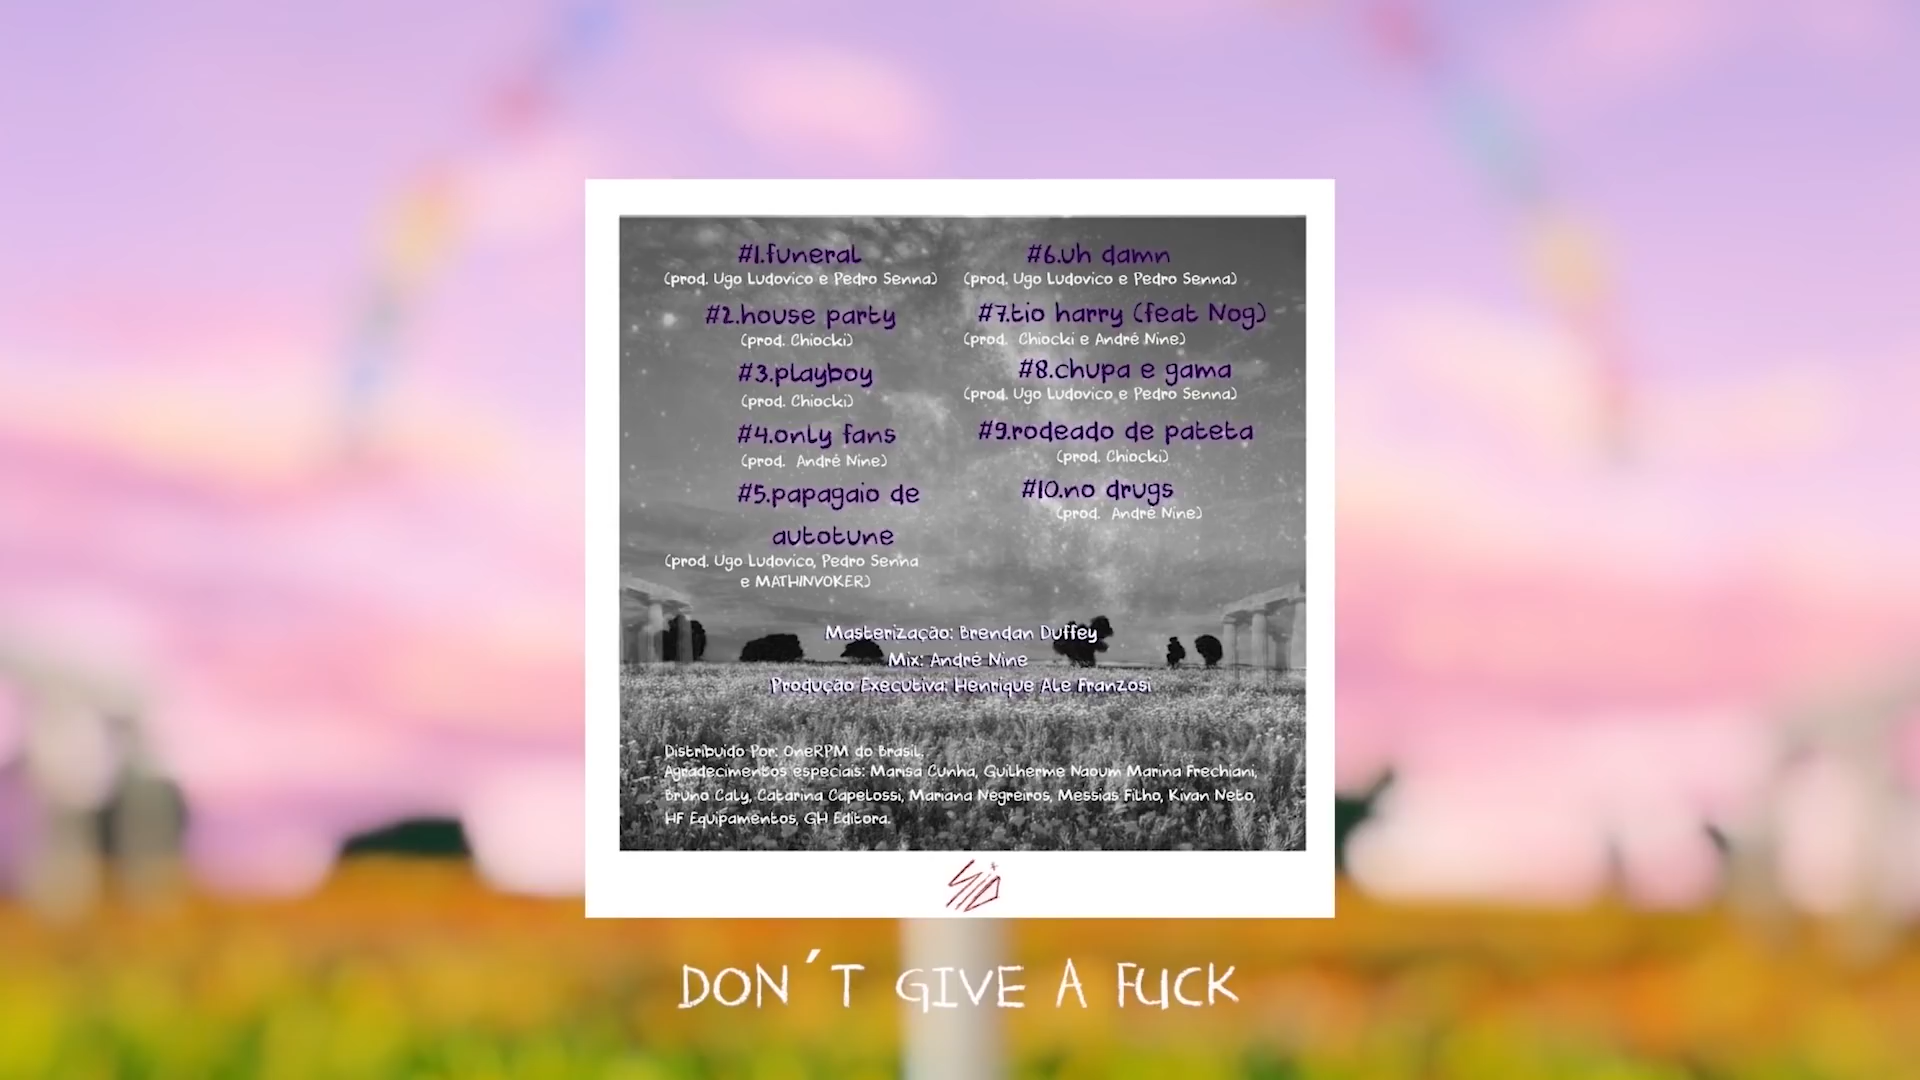 #1.funeral
(prod. Ugo Ludovico e Pedro Senna)
#2.house party
(prod. Chiocki)
#3.playboy
(prod. Chiocki)
#4.only fans
(prod. André Nine)
#5.papagaio de
autotune
(prod. Ugo Ludovico, Pedro Senna
e MATHINVOKER)
#6.uh damn
(prod. Ugo Ludovico e Pedro Senna)
#7.tio harry (feat Nog)
(prod. Chiocki e André Nine)
#8.chupa e gama
(prod. Ugo Ludovico e Pedro Senna)
#9.rodeado de pateta
(prod. Chiocki)
#10.no drugs
(prod. André Nine)
Masterização: Brendan Duffey
Mix: André Nine
Produção Executiva: Henrique Ale Franzosi
Distribuido Por: OneRPM do Brasil.
Agradecimentos especiais: Marisa Cunha, Guilherme Naoum Marina Frechiani,
Bruno Caly, Catarina Capelossi, Mariana Negreiros, Messias Filho, Kivan Neto,
HF Equipamentos, GH Editora.
SID
DON´T GIVE A FUCK